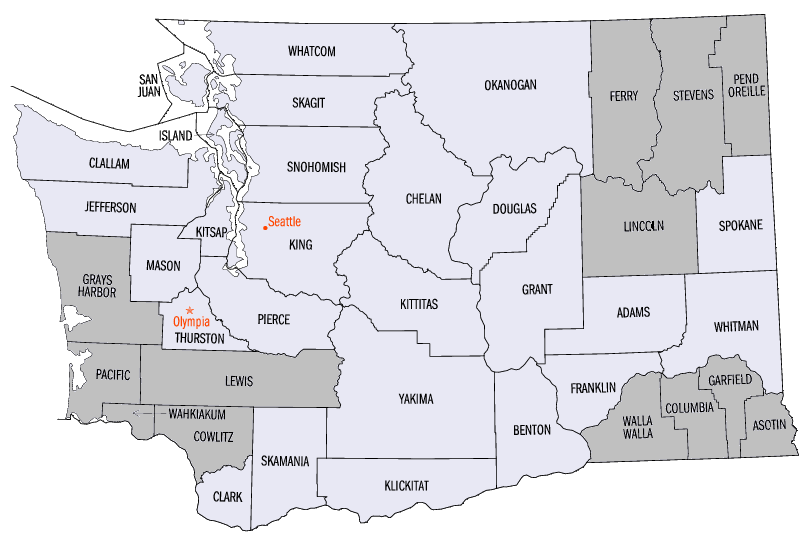 WHATCOM
OKANOGAN
FERRY
STEVENS
PEND
OREILLE
SAN
JUAN
SKAGIT
ISLAND
CLALLAM
SNOHOMISH
CHELAN
DOUGLAS
JEFFERSON
KITSAP
Seattle
KING
LINCOLN
SPOKANE
MASON
GRAYS
HARBOR
KITTITAS
GRANT
ADAMS
WHITMAN
Olympia
THURSTON
PIERCE
PACIFIC
LEWIS
YAKIMA
FRANKLIN
GARFIELD
COLUMBIA
WAHKIAKUM
COWLITZ
BENTON
WALLA
WALLA
ASOTIN
SKAMANIA
KLICKITAT
CLARK